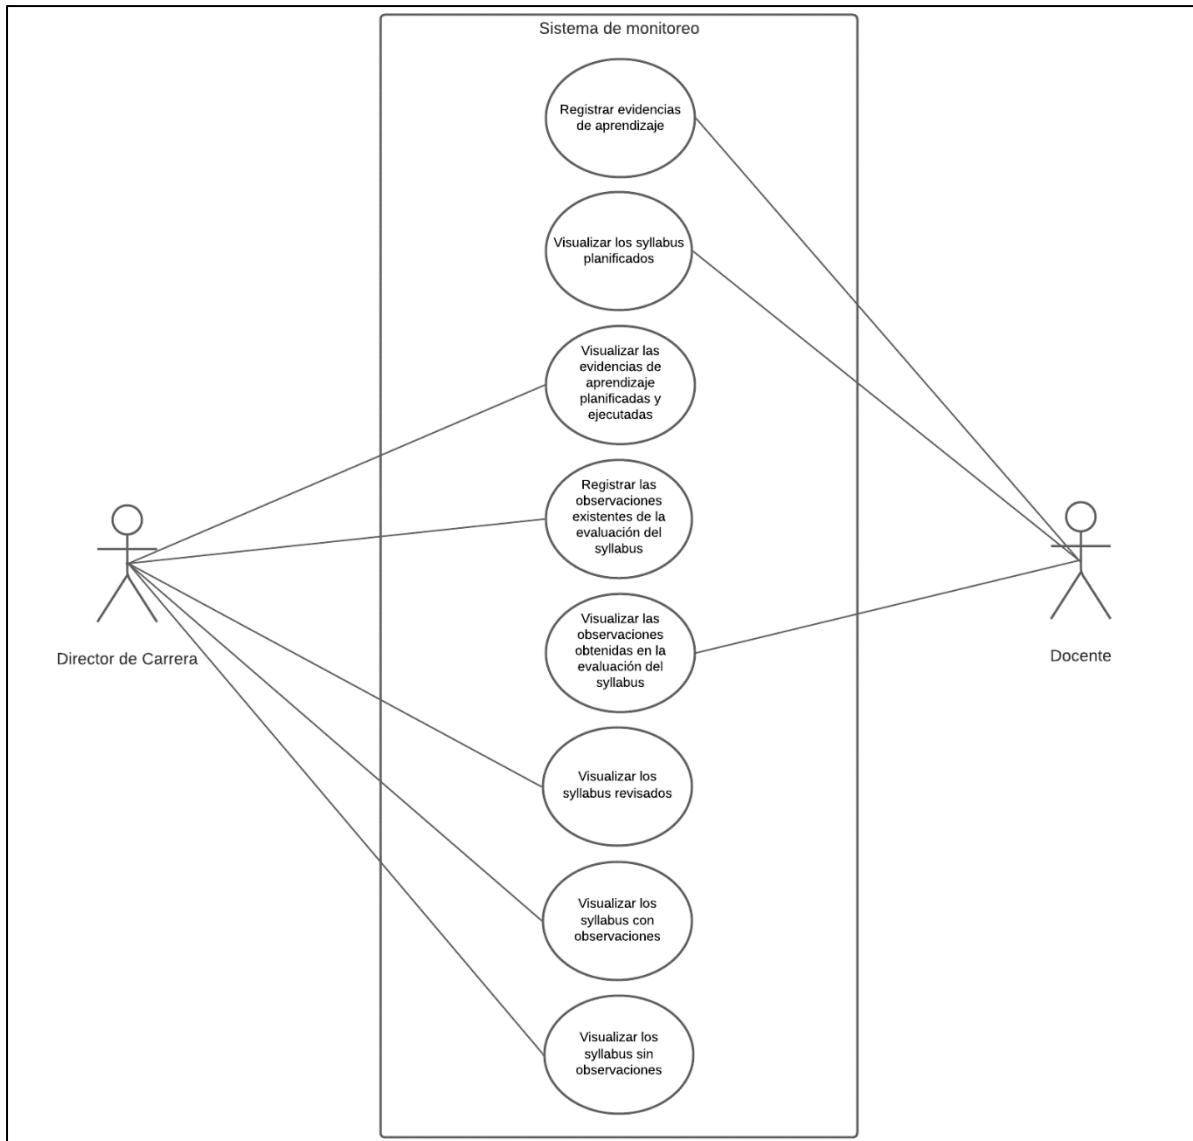 Sistema de monitoreo
Registrar evidencias
de aprendizaje
Visualizar los syllabus
planificados
Visualizar las
evidencias de
aprendizaje
planificadas y
ejecutadas
Registrar las
observaciones
existentes de la
evaluación del
syllabus
Visualizar las
observaciones
obtenidas en la
evaluación del
syllabus
Director de Carrera
Docente
Visualizar los
syllabus revisados
Visualizar los
syllabus con
observaciones
Visualizar los
syllabus sin
observaciones